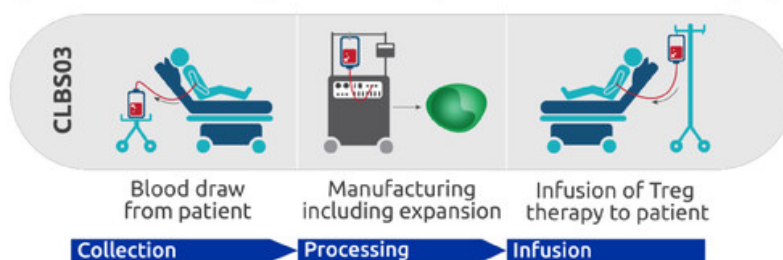 CLBS03
Blood draw
from patient
Manufacturing
including expansion
Infusion of Treg
therapy to patient
Collection
Processing
Infusion